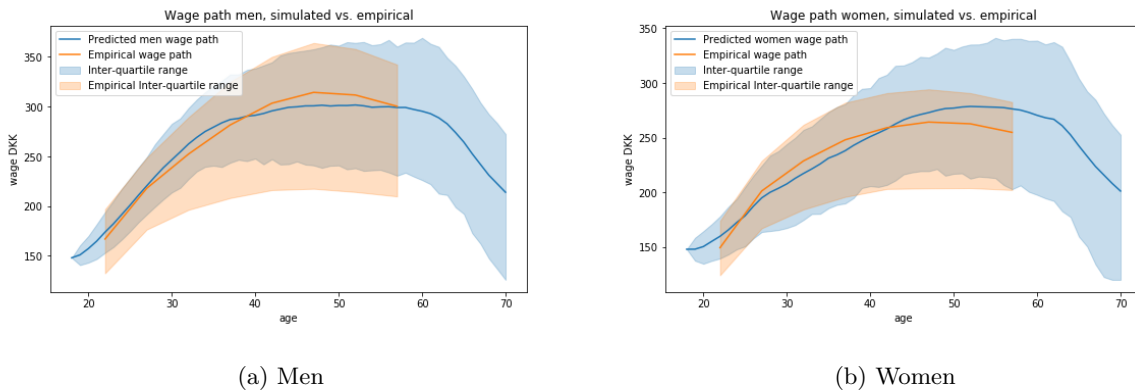 Wage path men, simulated vs. empirical
Predicted men wage path
Empirical wage path
Inter-quartile range
Empirical Inter-quartile range
350
300
250
200
150
wage DKK
20 30 40 50 60 70
age
(a) Men
Wage path women, simulated vs. empirical
Predicted women wage path
Empirical wage path
Inter-quartile range
Empirical Inter-quartile range
350
300
250
200
150
wage DKK
20 30 40 50 60 70
age
(b) Women